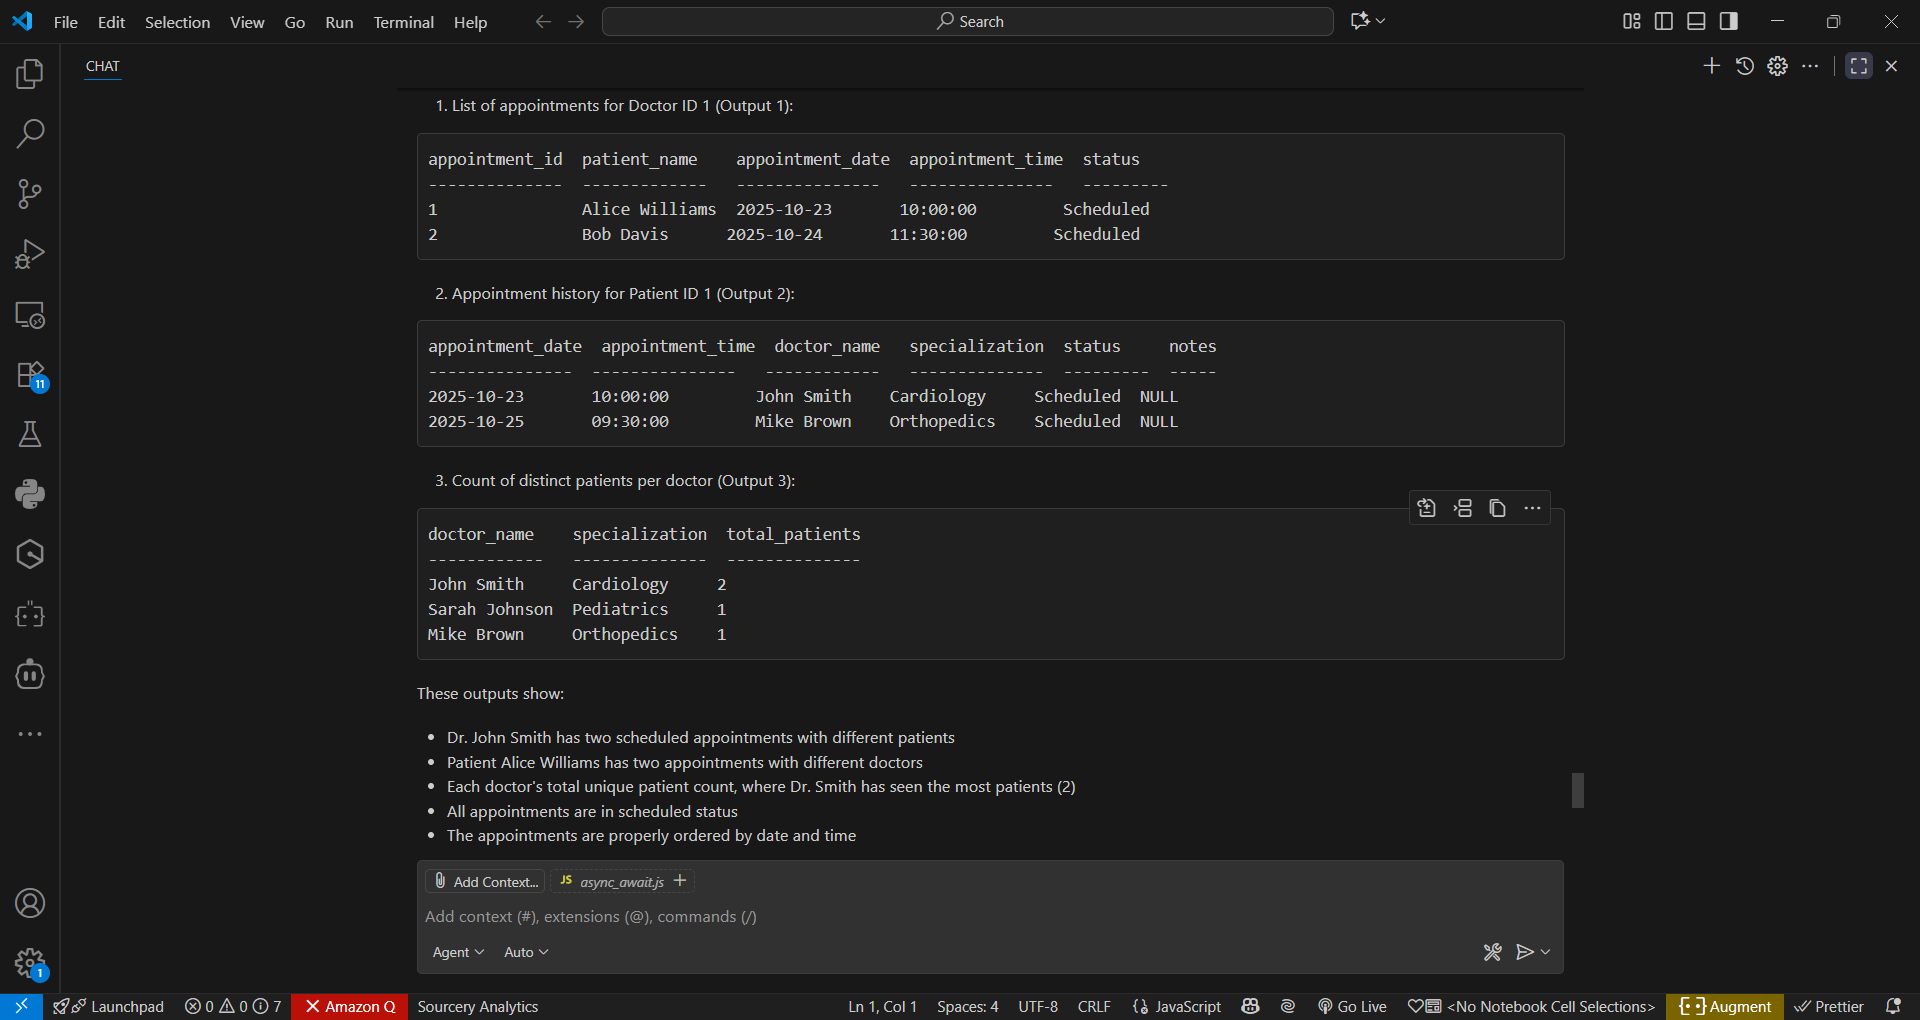 File Edit Selection View Go Run Terminal Help
Search
CHAT
1. List of appointments for Doctor ID 1 (Output 1):
appointment_id  patient_name    appointment_date  appointment_time  status
--------------  -------------   ---------------   ---------------   ---------
1               Alice Williams  2025-10-23       10:00:00         Scheduled
2               Bob Davis      2025-10-24       11:30:00         Scheduled
2. Appointment history for Patient ID 1 (Output 2):
appointment_date  appointment_time  doctor_name   specialization  status     notes
---------------  ---------------   ------------   --------------  ---------  -----
2025-10-23       10:00:00         John Smith    Cardiology     Scheduled  NULL
2025-10-25       09:30:00         Mike Brown    Orthopedics    Scheduled  NULL
3. Count of distinct patients per doctor (Output 3):
doctor_name    specialization  total_patients
------------   --------------  --------------
John Smith     Cardiology     2
Sarah Johnson  Pediatrics     1
Mike Brown     Orthopedics    1
These outputs show:
• Dr. John Smith has two scheduled appointments with different patients
• Patient Alice Williams has two appointments with different doctors
• Each doctor's total unique patient count, where Dr. Smith has seen the most patients (2)
• All appointments are in scheduled status
• The appointments are properly ordered by date and time
11
Add Context... JS async_await.js
Add context (#), extensions (@), commands (/)
Agent Auto
1
Launchpad 0 0 7 Amazon Q Sourcery Analytics Ln 1, Col 1 Spaces: 4 UTF-8 CRLF JavaScript Go Live <No Notebook Cell Selections> Augment Prettier